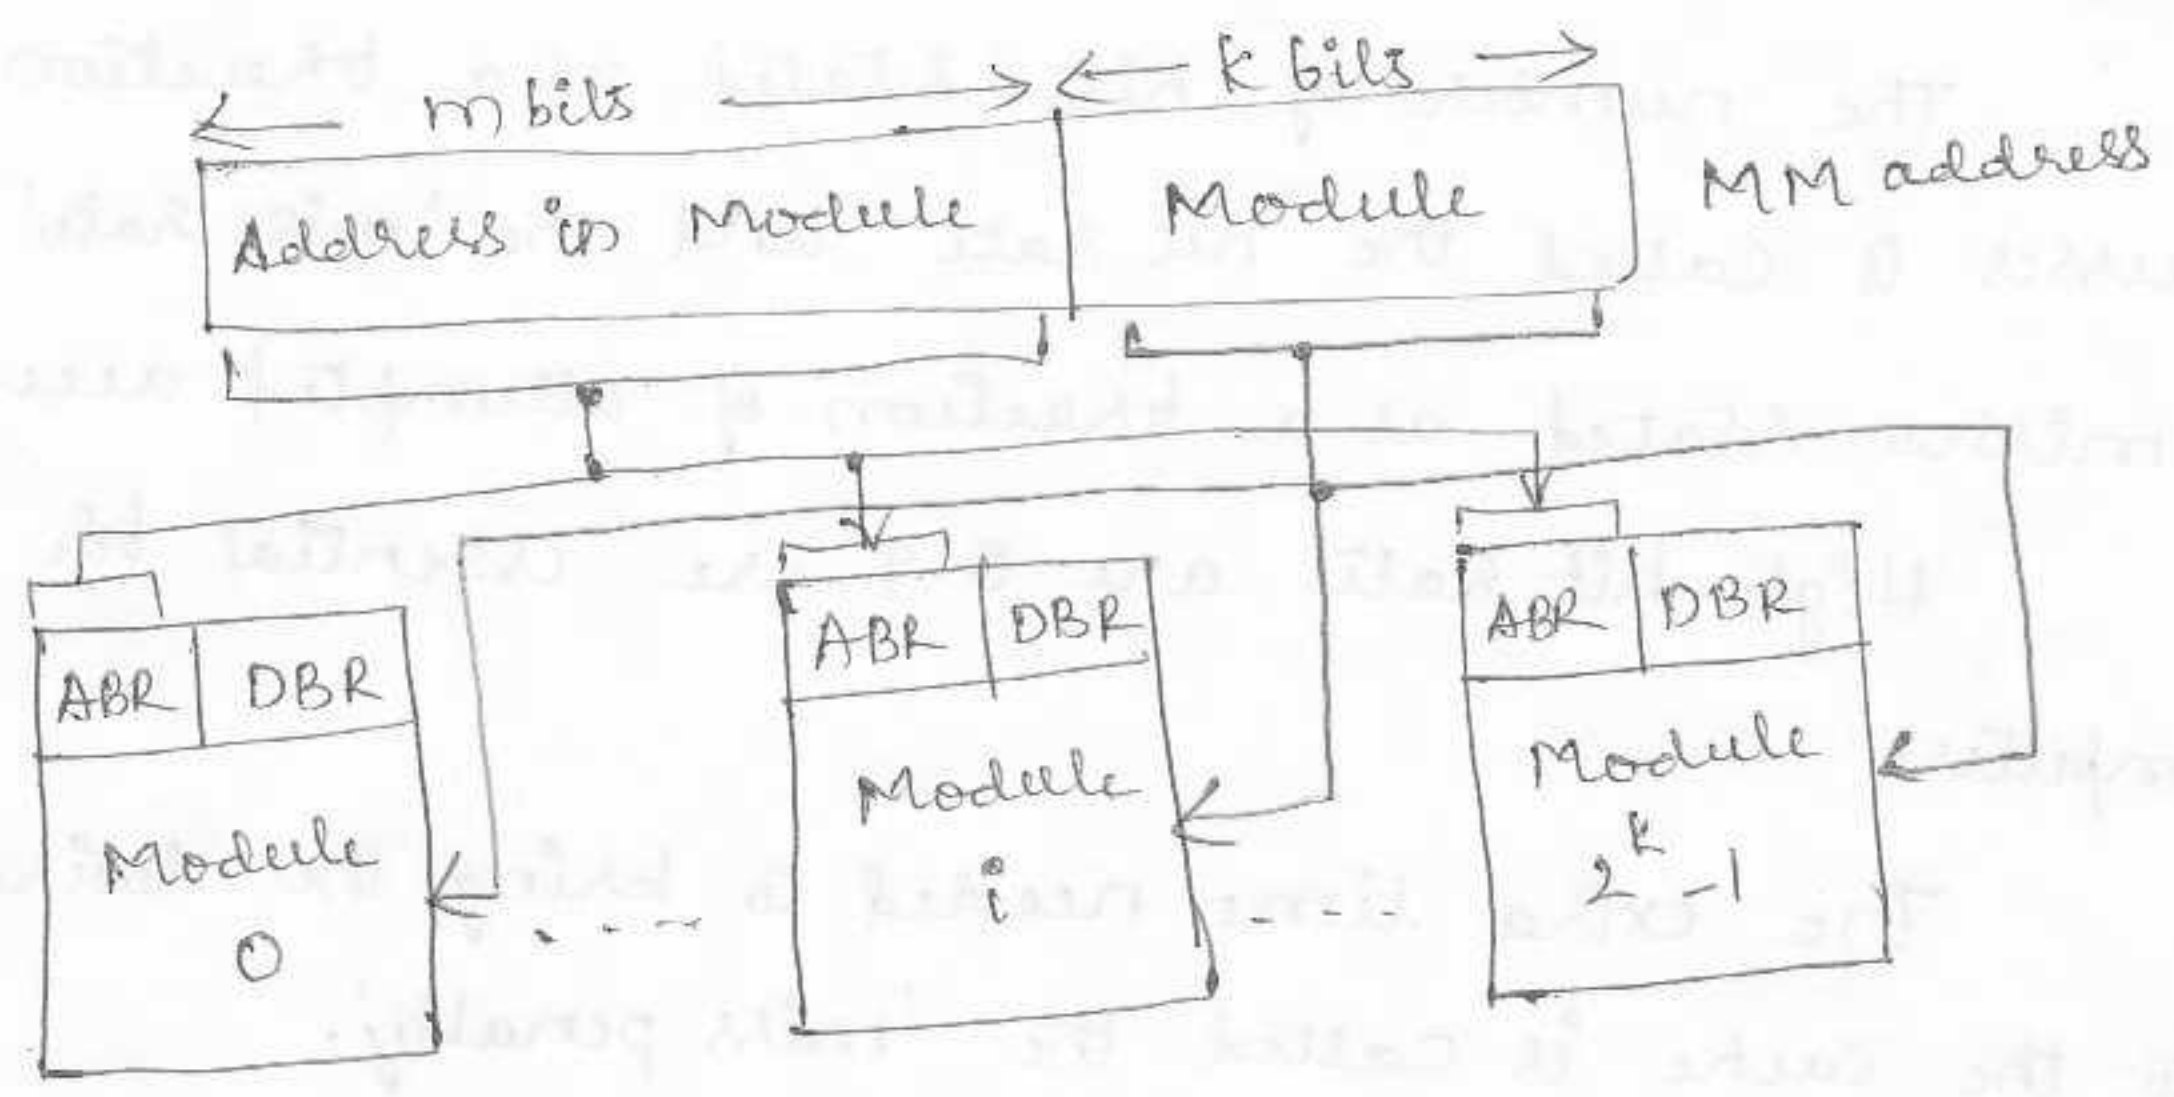 m bits k bits
Address in Module Module MM address
ABR DBR ABR DBR ABR DBR
Module 0 Module i Module 2^k -1